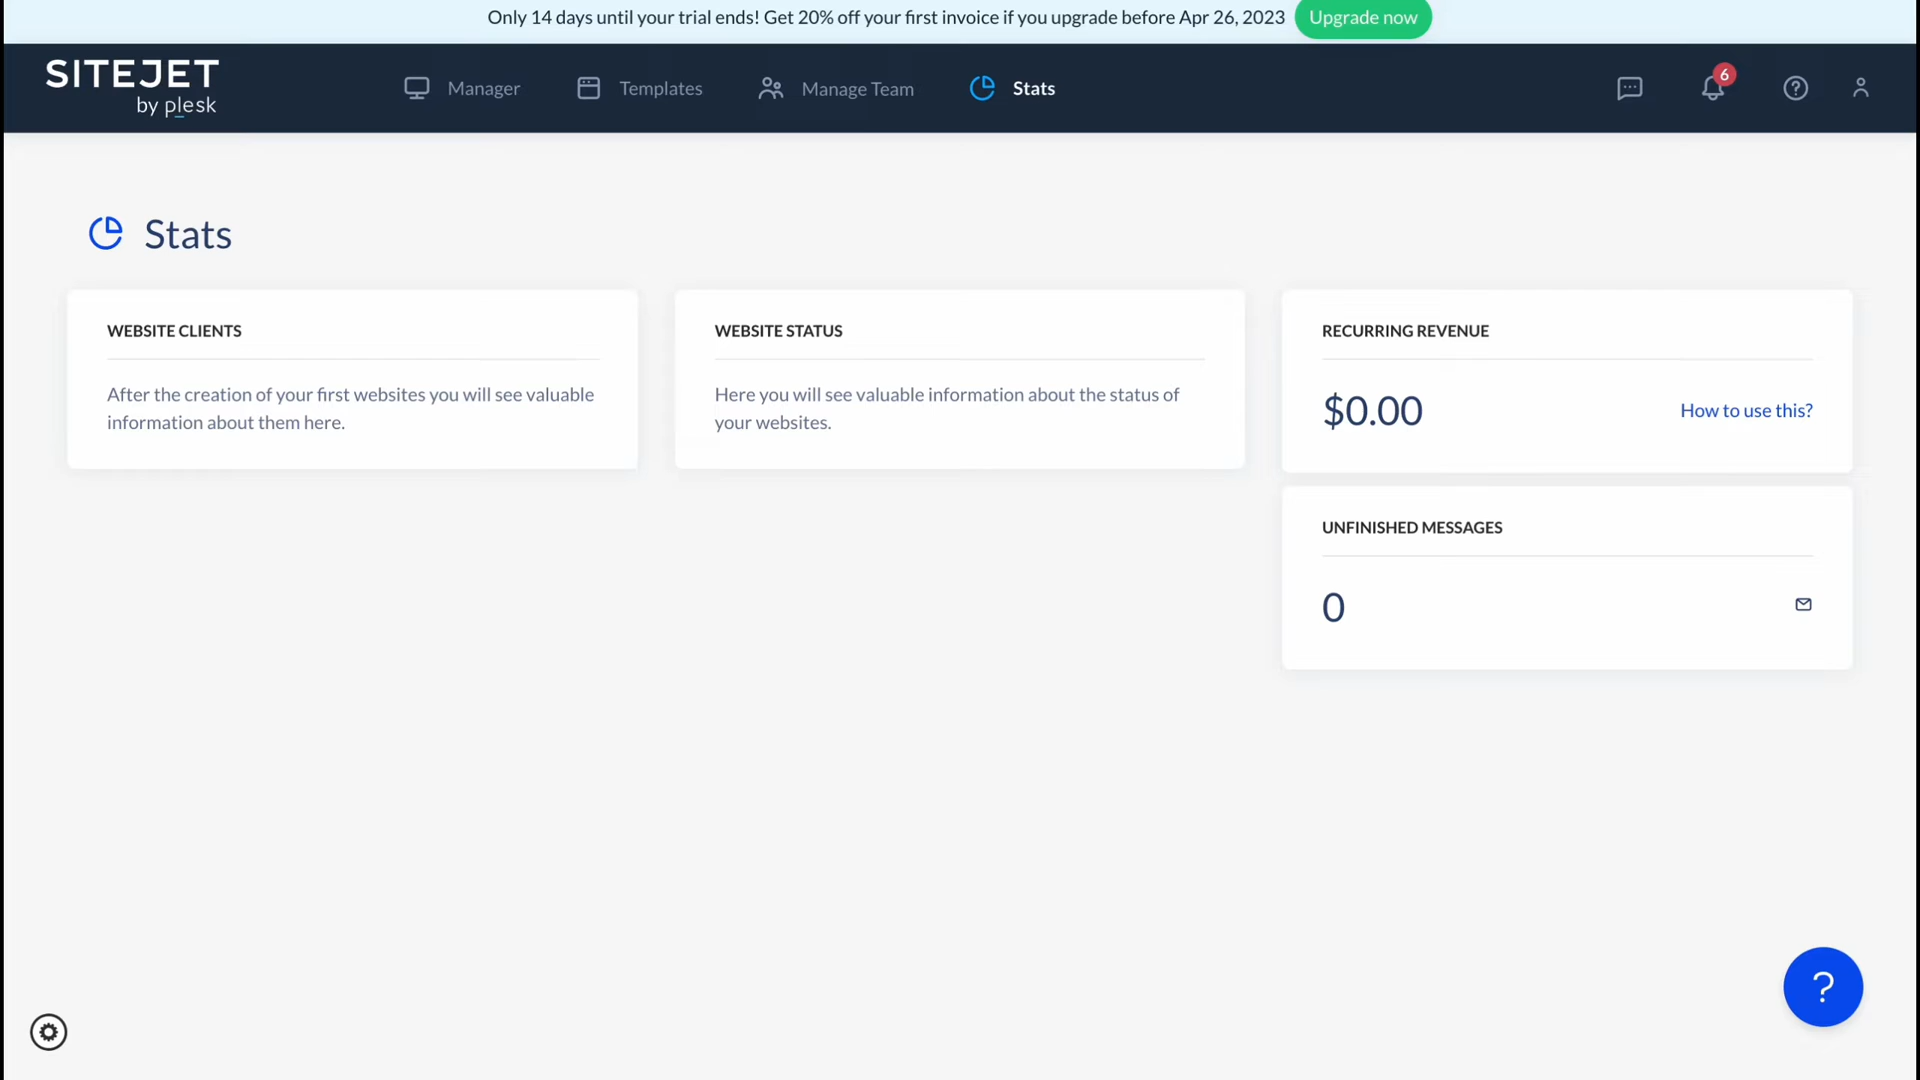 Only 14 days until your trial ends! Get 20% off your first invoice if you upgrade before Apr 26, 2023 Upgrade now
SITEJET
by plesk
Manager
Templates
Manage Team
Stats
6
Stats
WEBSITE CLIENTS
After the creation of your first websites you will see valuable
information about them here.
WEBSITE STATUS
Here you will see valuable information about the status of
your websites.
RECURRING REVENUE
$0.00
How to use this?
UNFINISHED MESSAGES
0
?